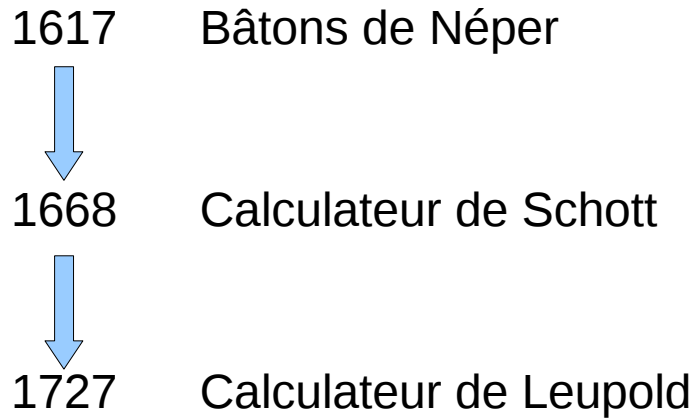 1617 Bâtons de Néper
1668 Calculateur de Schott
1727 Calculateur de Leupold